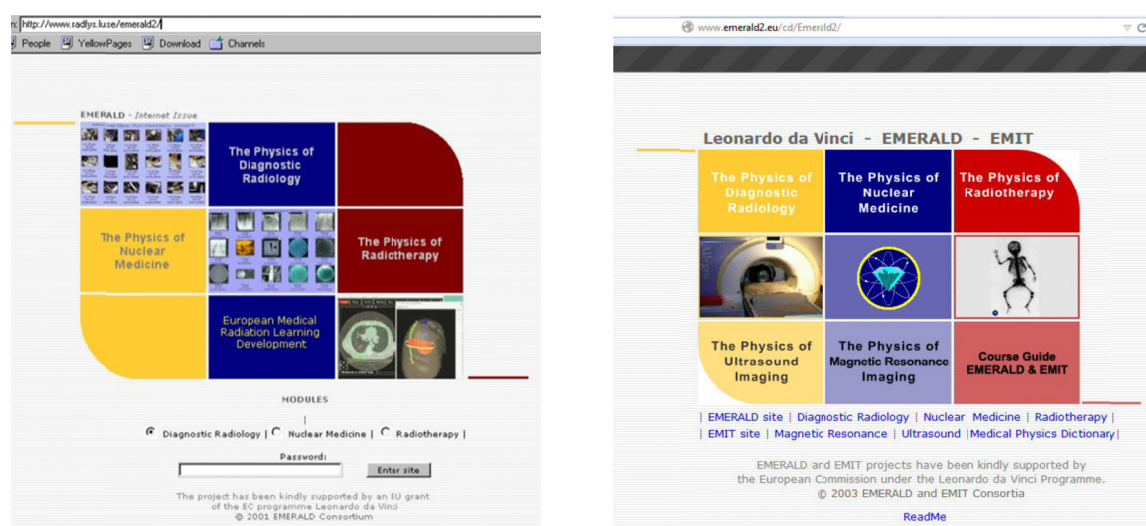 http://www.radfys.lu.se/emerald2/
People YellowPages Download Channels
EMERALD - Internet Issue
The Physics of
Diagnostic
Radiology
The Physics of
Nuclear
Medicine
The Physics of
Radiotherapy
European Medical
Radiation Learning
Development
MODULES
|
Diagnostic Radiology | Nuclear Medicine | Radiotherapy |
Password:
Enter site
The project has been kindly supported by an EU grant
of the EC programme Leonardo da Vinci
© 2001 EMERALD Consortium
www.emerald2.eu/cd/Emerald2/
Leonardo da Vinci - EMERALD - EMIT
The Physics of
Diagnostic
Radiology
The Physics of
Nuclear
Medicine
The Physics of
Radiotherapy
The Physics of
Ultrasound
Imaging
The Physics of
Magnetic Resonance
Imaging
Course Guide
EMERALD & EMIT
| EMERALD site | Diagnostic Radiology | Nuclear Medicine | Radiotherapy |
| EMIT site | Magnetic Resonance | Ultrasound |Medical Physics Dictionary|
EMERALD and EMIT projects have been kindly supported by
the European Commission under the Leonardo da Vinci Programme.
© 2003 EMERALD and EMIT Consortia
ReadMe